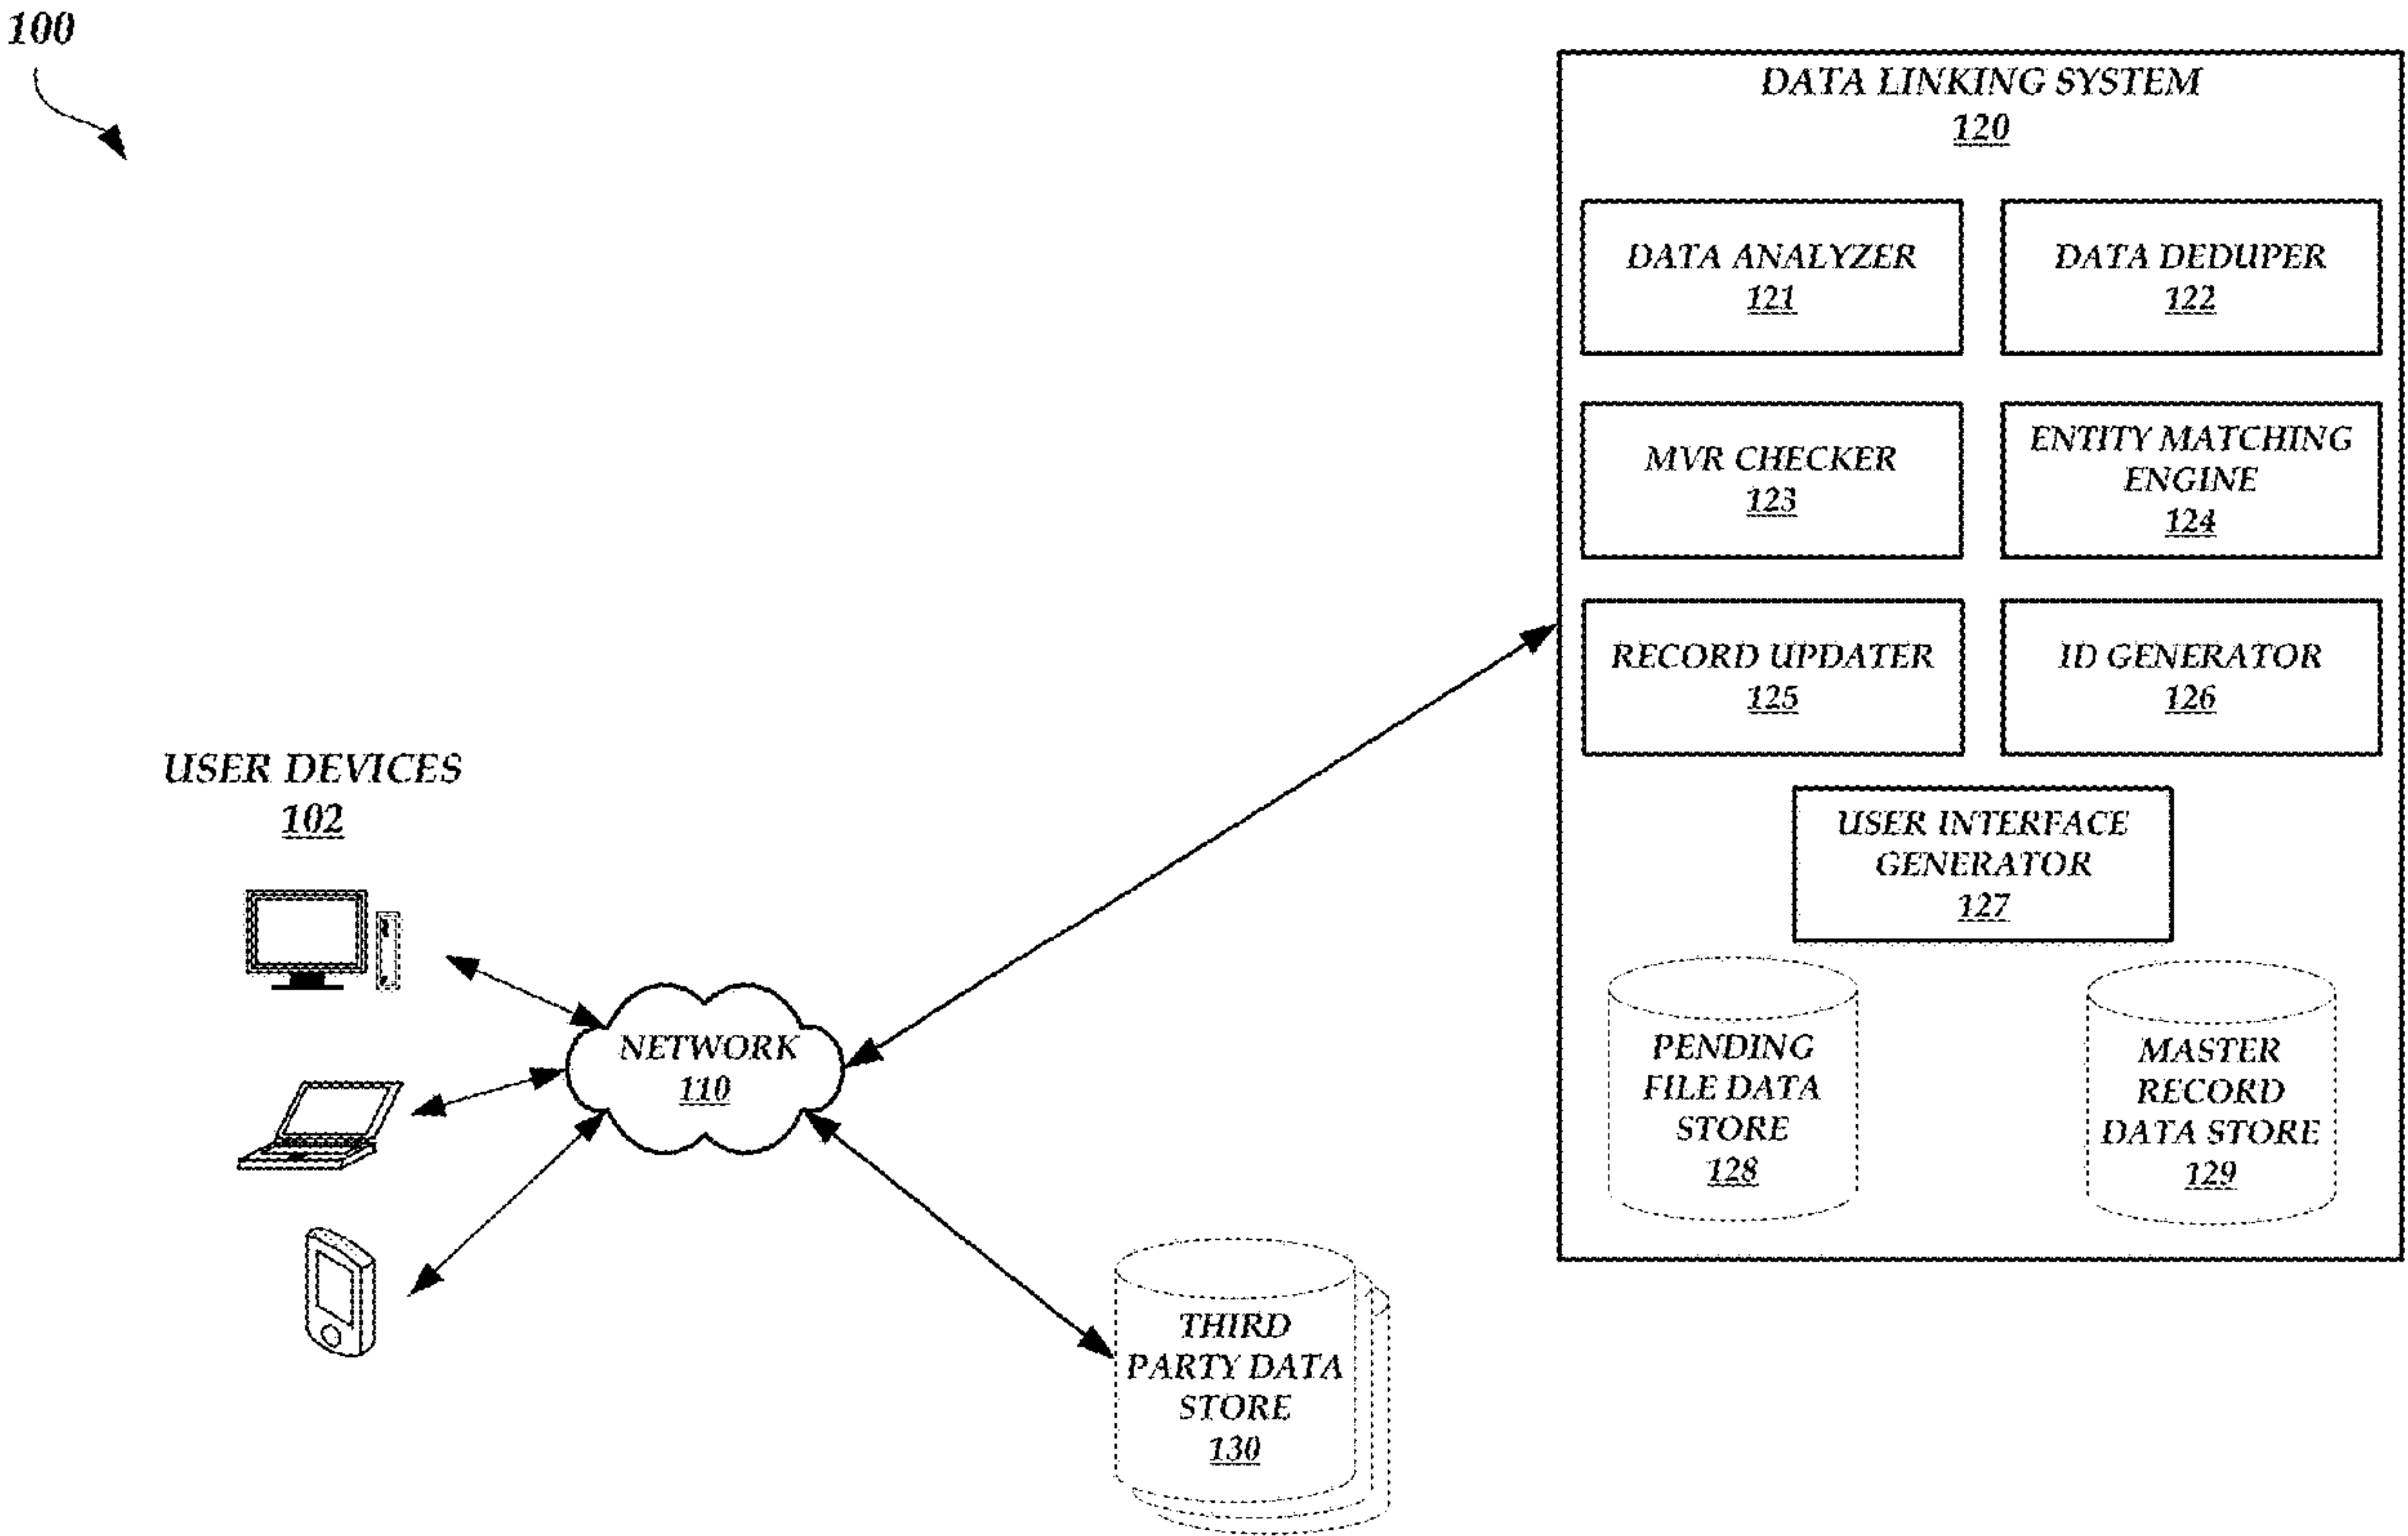 100
DATA LINKING SYSTEM
120
DATA ANALYZER
121
DATA DEDUPER
122
MVR CHECKER
123
ENTITY MATCHING
ENGINE
124
RECORD UPDATER
125
ID GENERATOR
126
USER INTERFACE
GENERATOR
127
PENDING
FILE DATA
STORE
128
MASTER
RECORD
DATA STORE
129
USER DEVICES
102
NETWORK
110
THIRD
PARTY DATA
STORE
130